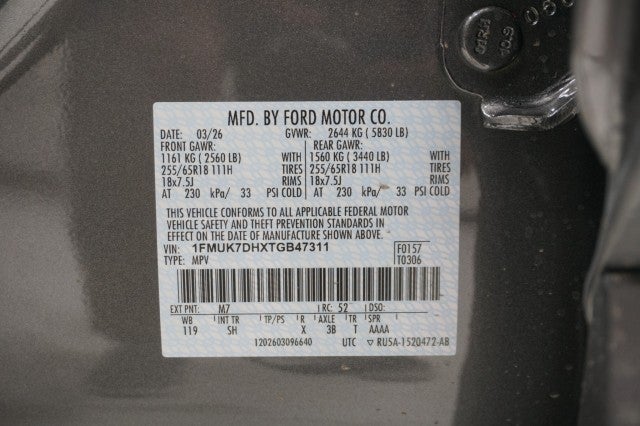 MFD. BY FORD MOTOR CO.
DATE: 03/26 GVWR: 2644 KG ( 5830 LB)
FRONT GAWR: REAR GAWR:
1161 KG ( 2560 LB) WITH 1560 KG ( 3440 LB) WITH
255/65R18 111H TIRES 255/65R18 111H TIRES
18x7.5J RIMS 18x7.5J RIMS
AT 230 kPa/ 33 PSI COLD AT 230 kPa/ 33 PSI COLD
THIS VEHICLE CONFORMS TO ALL APPLICABLE FEDERAL MOTOR
VEHICLE SAFETY AND THEFT PREVENTION STANDARDS IN
EFFECT ON THE DATE OF MANUFACTURE SHOWN ABOVE.
VIN: 1FMUK7DHXTGB47311 F0157
TYPE: MPV T0306
EXT PNT: M7 RC: 52 DSO:
WB INT TR TP/PS R AXLE TR SPR
119 SH X 3B T AAAA
1202603096640 UTC ▽ RU5A-1520472-AB